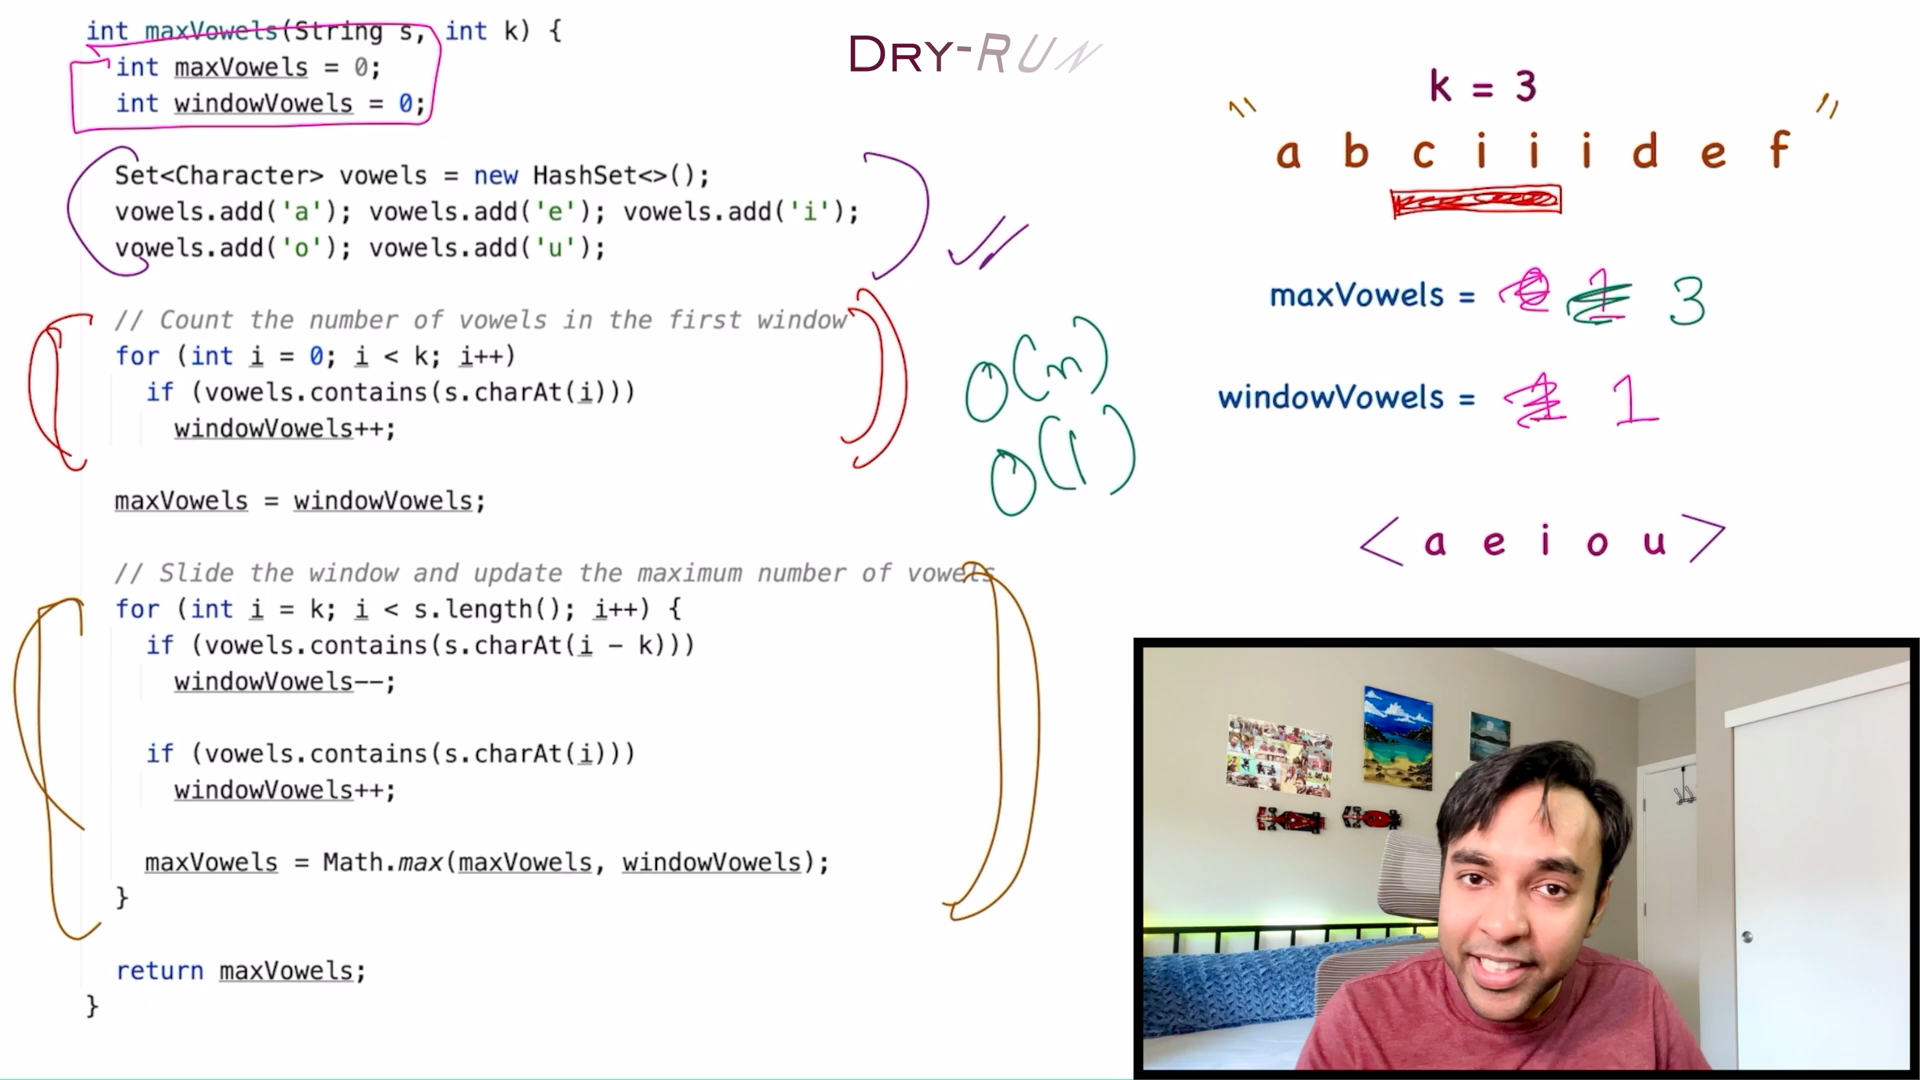 int maxVowels(String s, int k) {
int maxVowels = 0;
int windowVowels = 0;
Set<Character> vowels = new HashSet<>();
vowels.add('a'); vowels.add('e'); vowels.add('i');
vowels.add('o'); vowels.add('u');
// Count the number of vowels in the first window
for (int i = 0; i < k; i++)
if (vowels.contains(s.charAt(i)))
windowVowels++;
maxVowels = windowVowels;
// Slide the window and update the maximum number of vowels
for (int i = k; i < s.length(); i++) {
if (vowels.contains(s.charAt(i - k)))
windowVowels--;
if (vowels.contains(s.charAt(i)))
windowVowels++;
maxVowels = Math.max(maxVowels, windowVowels);
}
return maxVowels;
}
DRY-RUN
O(n)
O(1)
k = 3
" a b c i i i d e f "
maxVowels = 0 1 3
windowVowels = 1 1
< a e i o u >